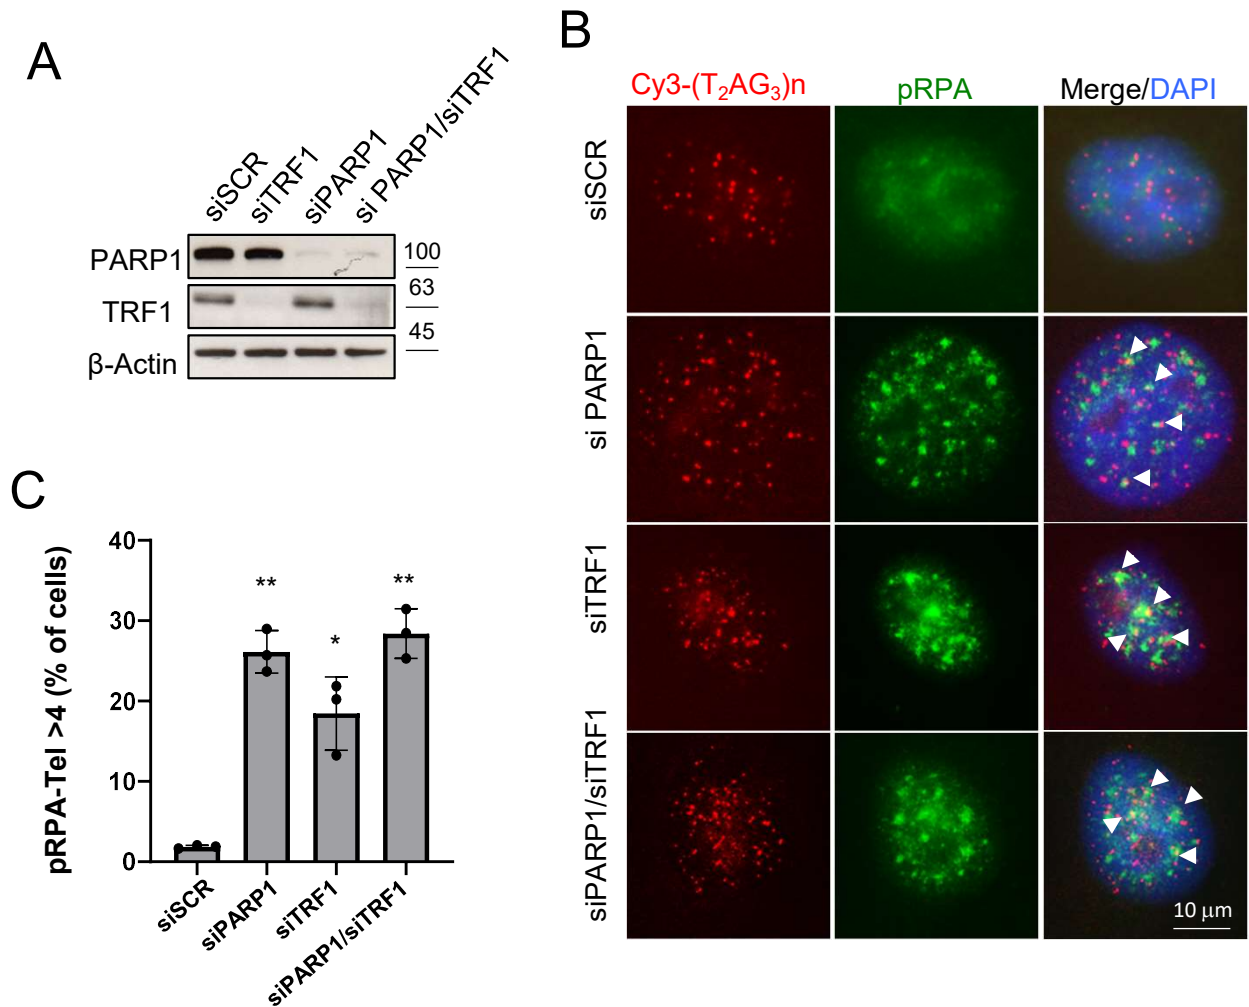 A
siSCR
siTRF1
siPARP1
si PARP1/siTRF1
PARP1
100
TRF1
63
β-Actin
45
B
Cy3-(T₂AG₃)n
pRPA
Merge/DAPI
siSCR
si PARP1
siTRF1
siPARP1/siTRF1
10 μm
C
pRPA-Tel >4 (% of cells)
40
30
20
10
0
**
*
**
siSCR
siPARP1
siTRF1
siPARP1/siTRF1